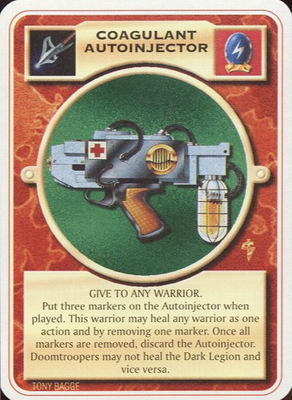 COAGULANT
AUTOINJECTOR
GIVE TO ANY WARRIOR.
Put three markers on the Autoinjector when
played. This warrior may heal any warrior as one
action and by removing one marker. Once all
markers are removed, discard the Autoinjector.
Doomtroopers may not heal the Dark Legion and
vice versa.
TONY BAGGE